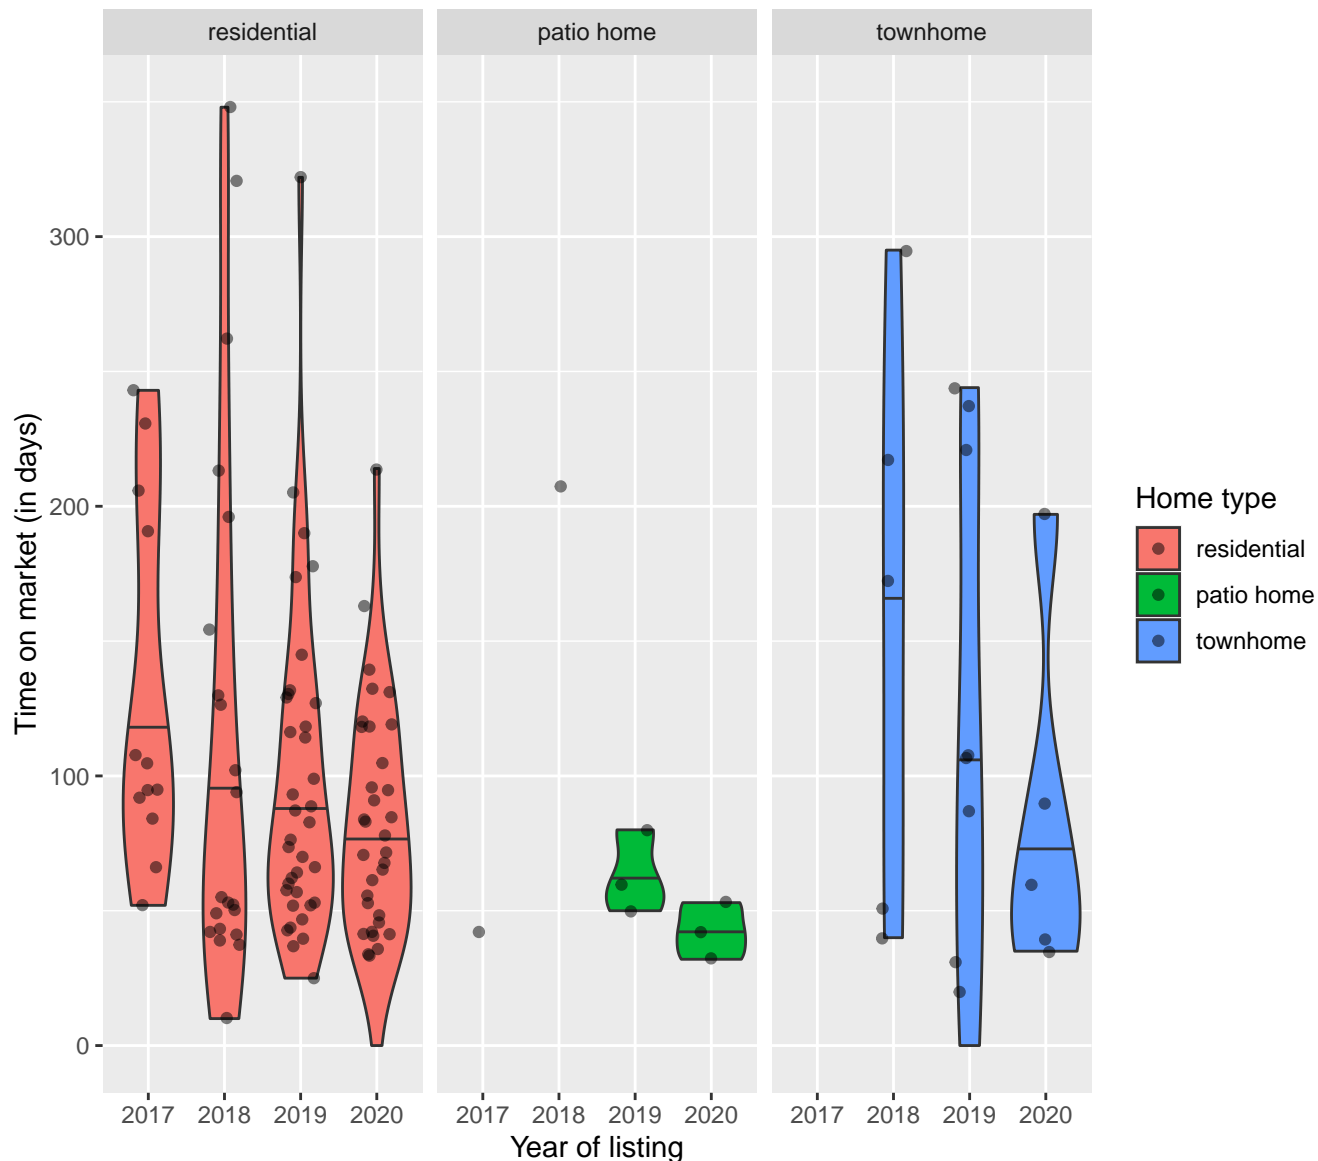 residential patio home townhome
300
200
100
0
Time on market (in days)
2017 2018 2019 2020 2017 2018 2019 2020 2017 2018 2019 2020
Year of listing
Home type
residential
patio home
townhome